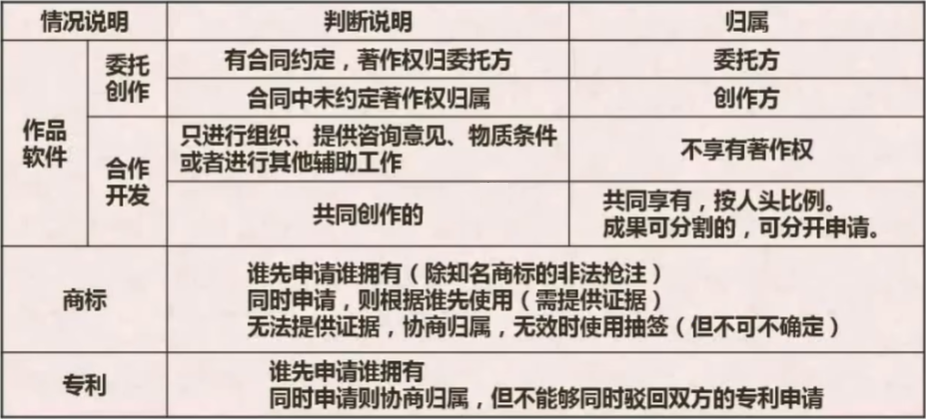 情况说明
判断说明
归属
作品
软件
委托
创作
有合同约定，著作权归委托方
委托方
合同中未约定著作权归属
创作方
合作
开发
只进行组织、提供咨询意见、物质条件
或者进行其他辅助工作
不享有著作权
共同创作的
共同享有，按人头比例。
成果可分割的，可分开申请。
商标
谁先申请谁拥有（除知名商标的非法抢注）
同时申请，则根据谁先使用（需提供证据）
无法提供证据，协商归属，无效时使用抽签（但不可不确定）
专利
谁先申请谁拥有
同时申请则协商归属，但不能够同时驳回双方的专利申请